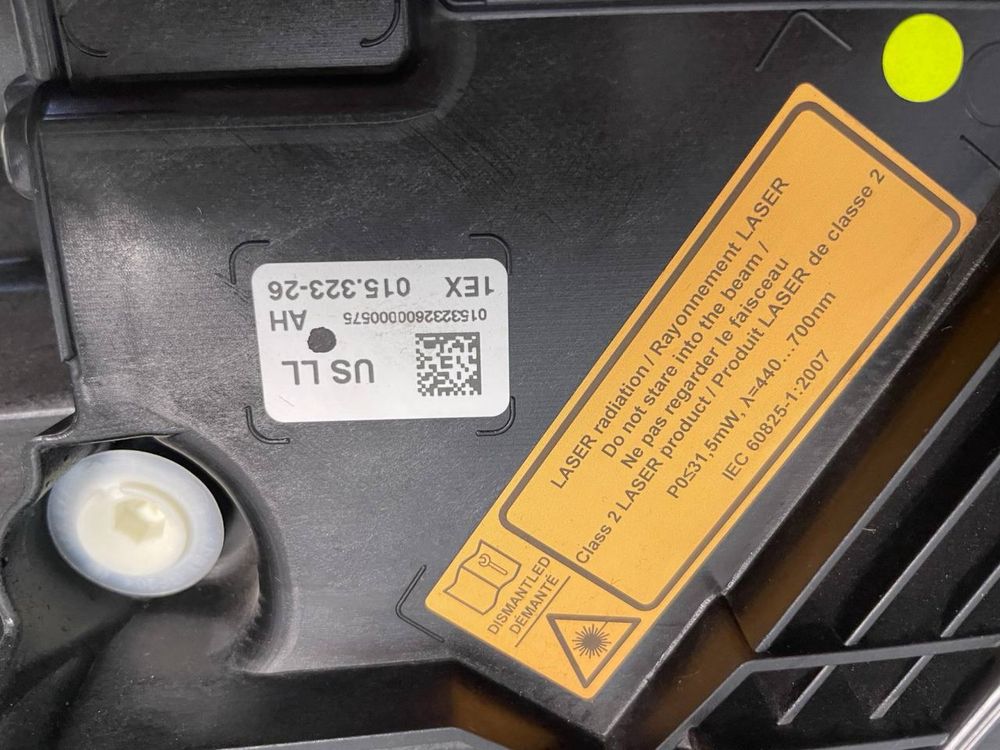 1EX 015.323-26
0153232600000575
AH
US LL
LASER radiation / Rayonnement LASER
Do not stare into the beam /
Ne pas regarder le faisceau
Class 2 LASER product / Produit LASER de classe 2
P0≤31,5mW, λ=440...700nm
IEC 60825-1:2007
DISMANTLED
DÉMANTÉ